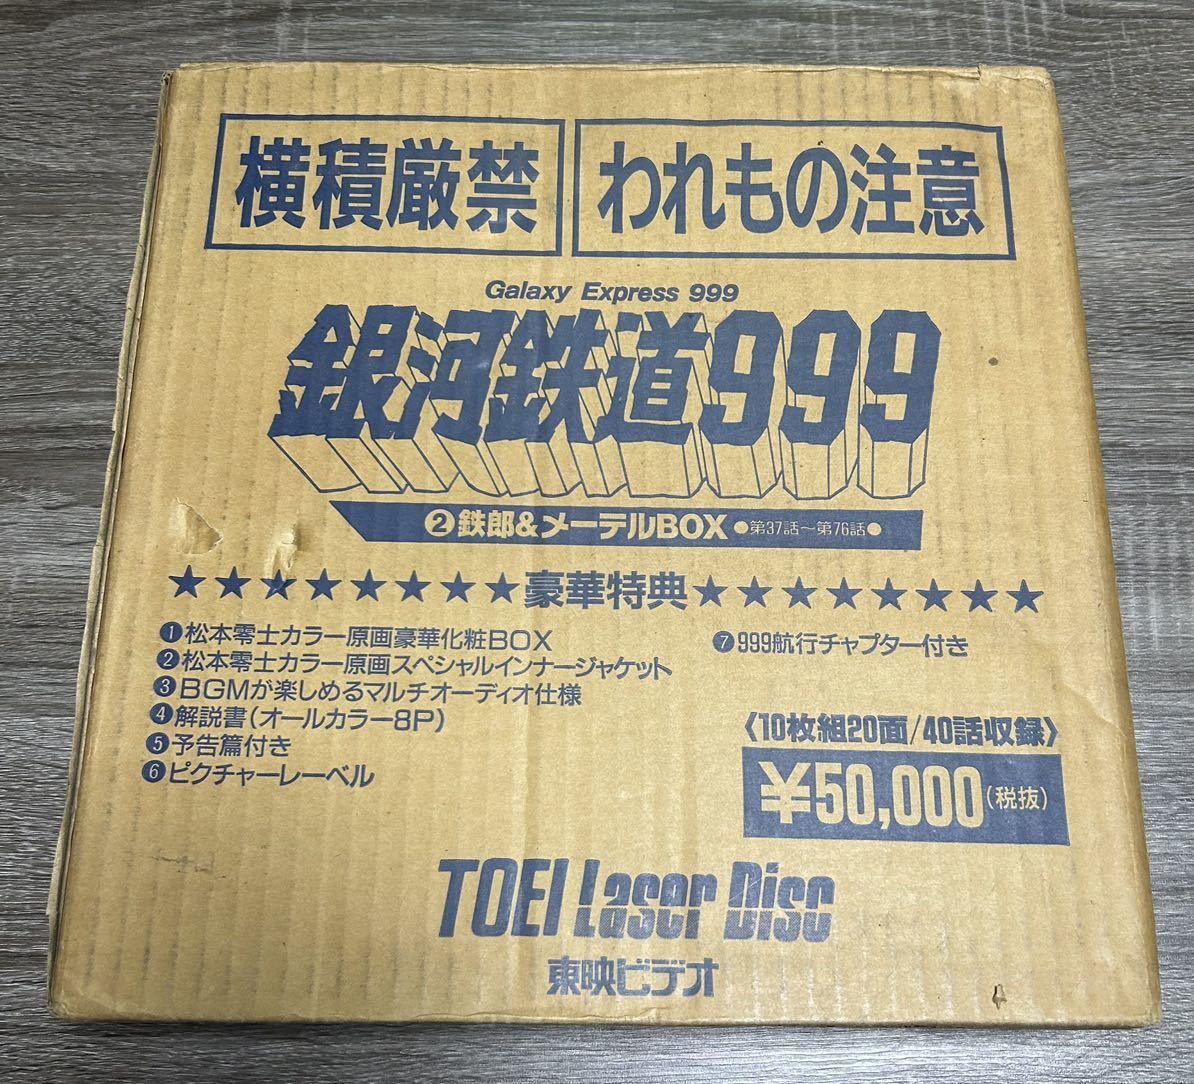 横積厳禁 われもの注意
Galaxy Express 999
銀河鉄道999
②鉄郎&メーテルBOX ●第37話〜第76話●
★★★★★★★★豪華特典★★★★★★★★
❶松本零士カラー原画豪華化粧BOX
❷松本零士カラー原画スペシャルインナージャケット
❸BGMが楽しめるマルチオーディオ仕様
❹解説書(オールカラー8P)
❺予告篇付き
❻ピクチャーレーベル
❼999航行チャプター付き
〈10枚組20面/40話収録〉
¥50,000(税抜)
TOEI Laser Disc
東映ビデオ